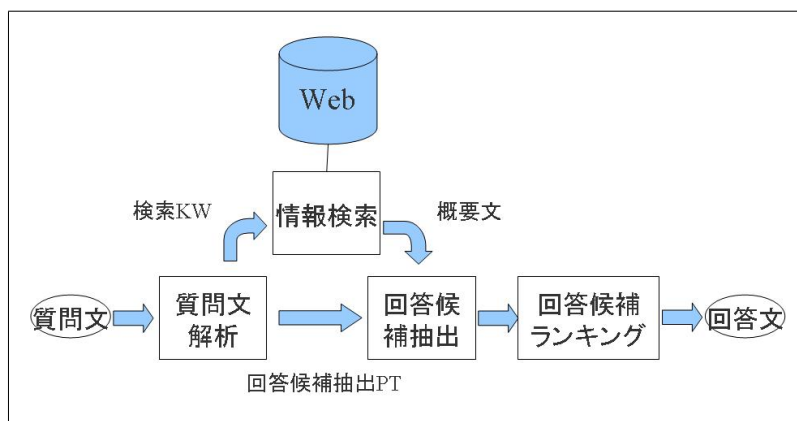 Web
検索KW
情報検索
概要文
質問文
質問文
解析
回答候
補抽出
回答候補
ランキング
回答文
回答候補抽出PT